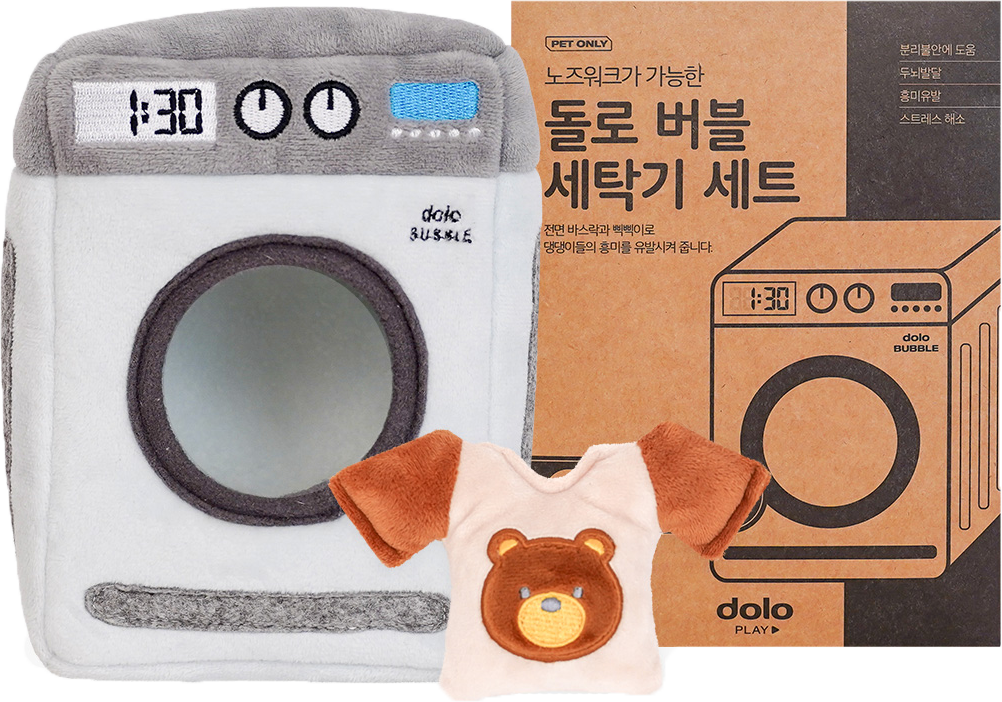 1:30
dolo
BUBBLE
PET ONLY
노즈워크가 가능한
돌로 버블
세탁기 세트
전면 바스락과 삑삑이로
댕댕이들의 흥미를 유발시켜 줍니다.
분리불안에 도움
두뇌발달
흥미유발
스트레스 해소
1:30
dolo
BUBBLE
dolo
PLAY